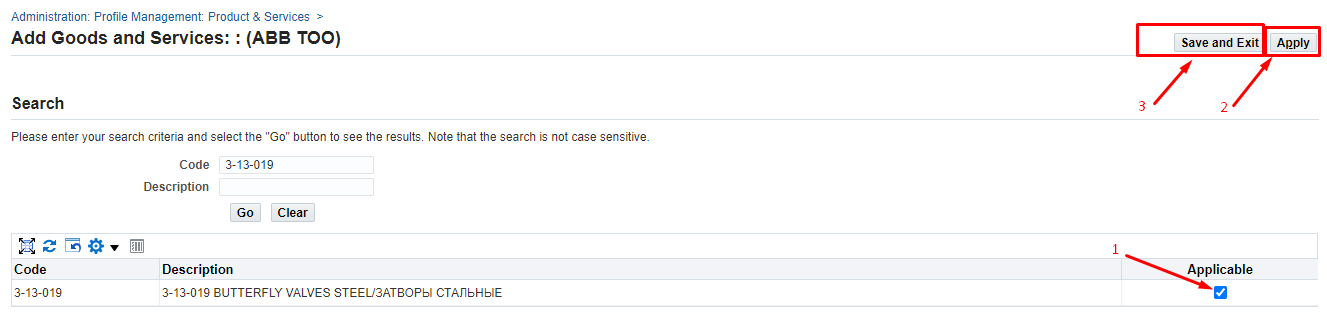 Administration: Profile Management: Product & Services >
Add Goods and Services: : (ABB TOO)
Save and Exit Apply
3 2
Search
Please enter your search criteria and select the "Go" button to see the results. Note that the search is not case sensitive.
Code 3-13-019
Description
Go Clear
1
Code Description Applicable
3-13-019 3-13-019 BUTTERFLY VALVES STEEL/ЗАТВОРЫ СТАЛЬНЫЕ